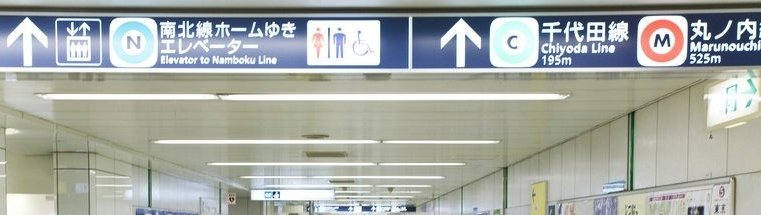 N
南北線ホームゆき
エレベーター
Elevator to Namboku Line
C
千代田線
Chiyoda Line
195m
M
丸ノ内
Marunouchi
525m